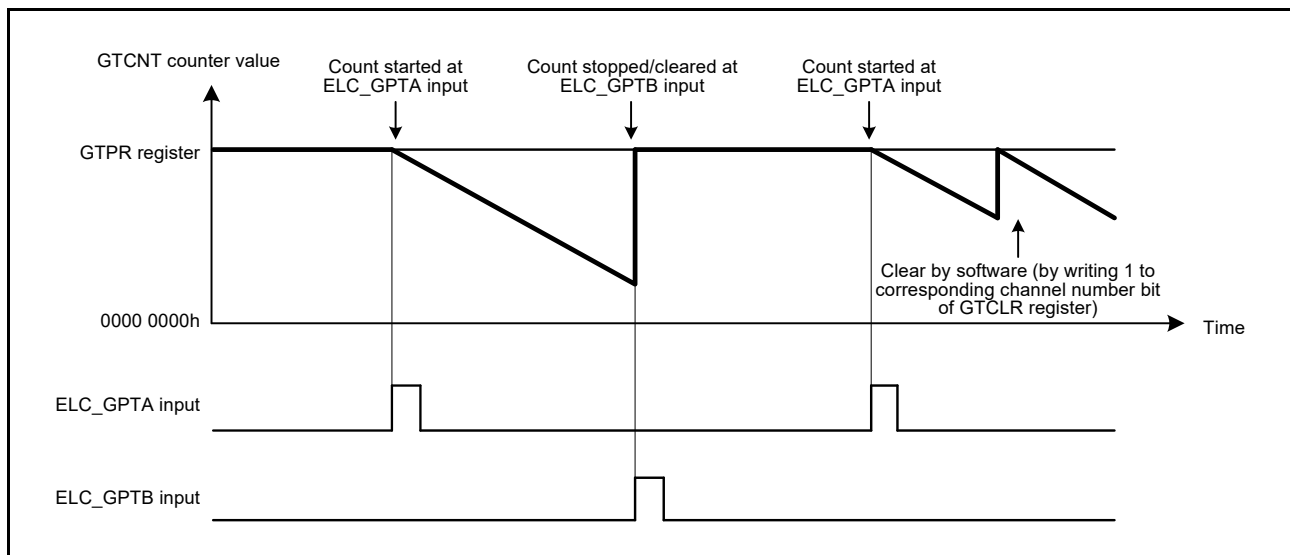 GTCNT counter value
Count started at
ELC_GPTA input
Count stopped/cleared at
ELC_GPTB input
Count started at
ELC_GPTA input
GTPR register
Clear by software (by writing 1 to
corresponding channel number bit
of GTCLR register)
0000 0000h
Time
ELC_GPTA input
ELC_GPTB input